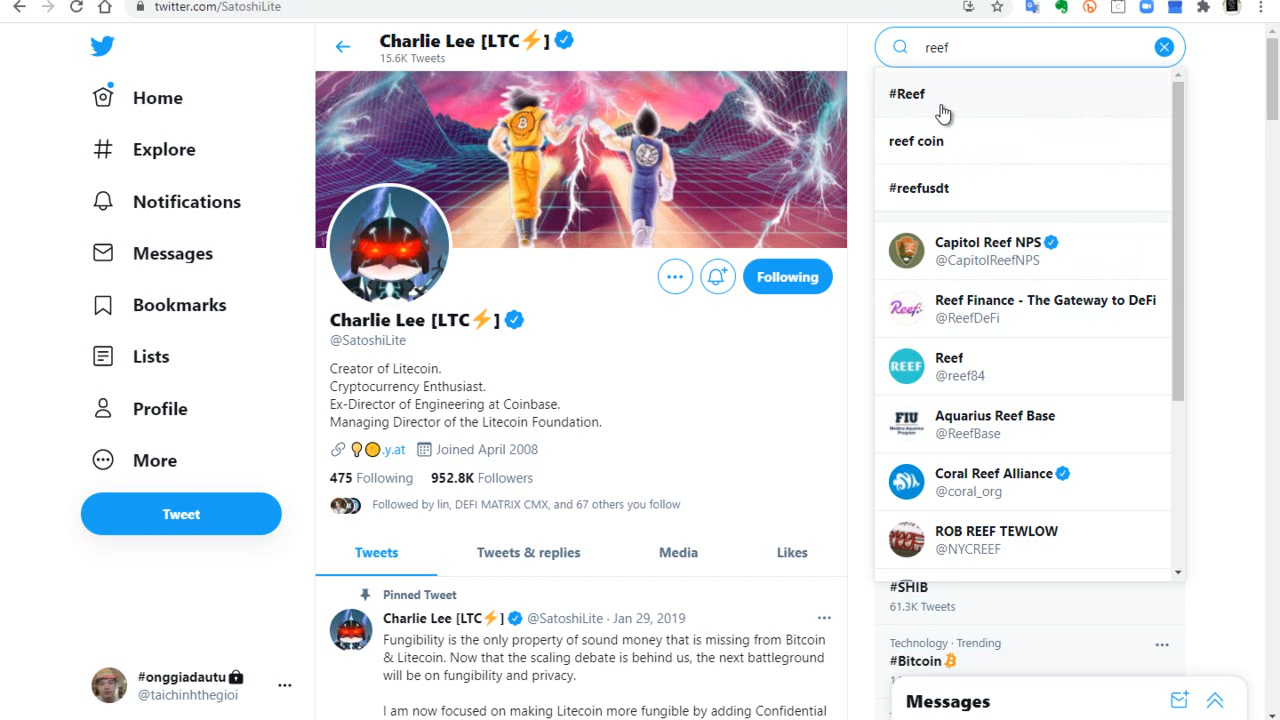 twitter.com/SatoshiLite
Home
Explore
Notifications
Messages
Bookmarks
Lists
Profile
More
Tweet
#onggiadautu
@taichinhthegioi
Charlie Lee [LTC⚡]
15.6K Tweets
Following
Charlie Lee [LTC⚡]
@SatoshiLite
Creator of Litecoin.
Cryptocurrency Enthusiast.
Ex-Director of Engineering at Coinbase.
Managing Director of the Litecoin Foundation.
.y.at Joined April 2008
475 Following 952.8K Followers
Followed by lin, DEFI MATRIX CMX, and 67 others you follow
Tweets Tweets & replies Media Likes
Pinned Tweet
Charlie Lee [LTC⚡] @SatoshiLite · Jan 29, 2019
Fungibility is the only property of sound money that is missing from Bitcoin
& Litecoin. Now that the scaling debate is behind us, the next battleground
will be on fungibility and privacy.
I am now focused on making Litecoin more fungible by adding Confidential
reef
#Reef
reef coin
#reefusdt
Capitol Reef NPS
@CapitolReefNPS
Reef.
Reef Finance - The Gateway to DeFi
@ReefDeFi
REEF
Reef
@reef84
FIU
Aquarius Reef Base
@ReefBase
Coral Reef Alliance
@coral_org
ROB REEF TEWLOW
@NYCREEF
#SHIB
61.3K Tweets
Technology · Trending
#Bitcoin
Messages